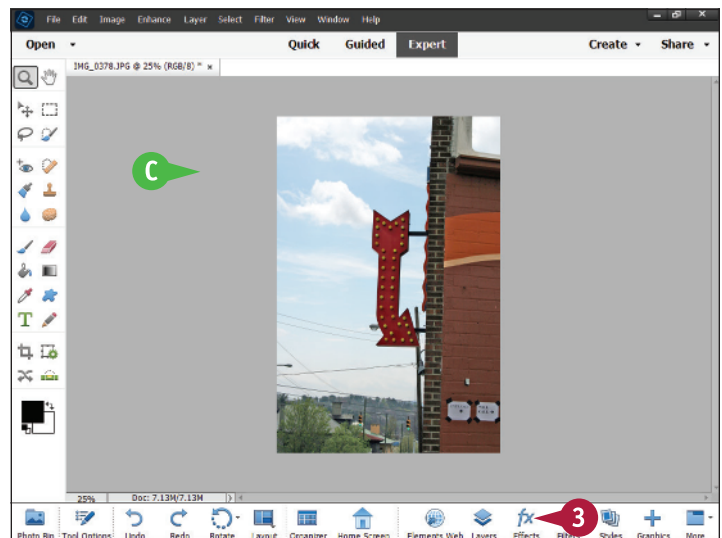 File Edit Image Enhance Layer Select Filter View Window Help
Open Quick Guided Expert Create Share
IMG_0378.JPG @ 25% (RGB/8) * ×
C
T
25% Doc: 7.13M/7.13M
fx 3
Photo Bin Tool Options Undo Redo Rotate Layout Organizer Home Screen Elements Web Layers Effects Filters Styles Graphics More